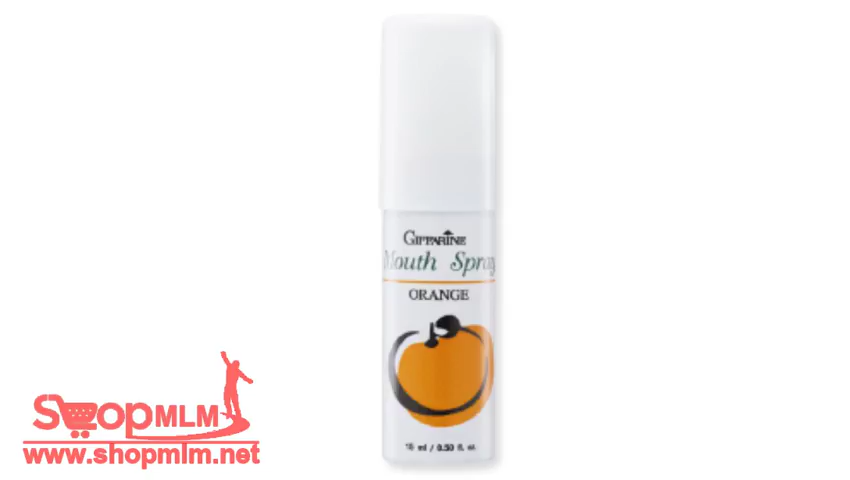 GIFFARINE
Mouth Spray
ORANGE
15 ml / 0.50 fl. oz.
SHOPMLM
www.shopmlm.net